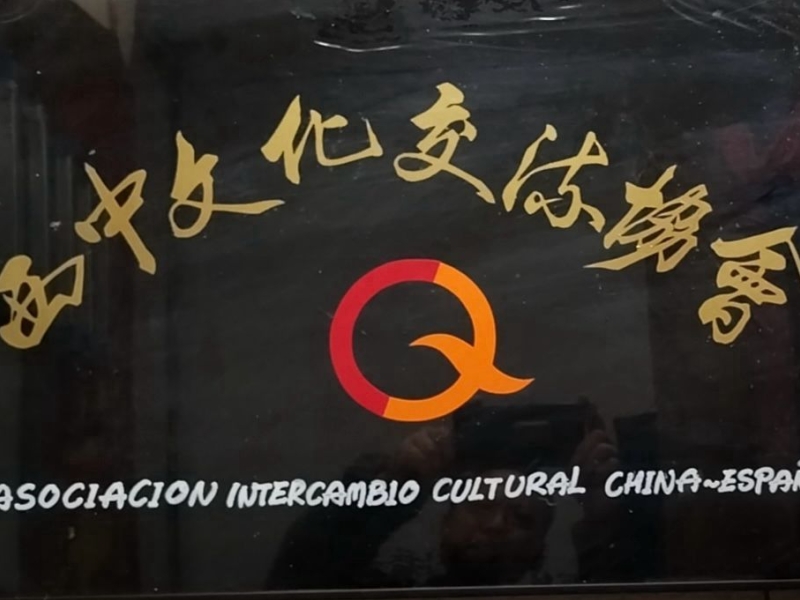 西中文化交流協會
Q
ASOCIACION INTERCAMBIO CULTURAL CHINA~ESPAÑ